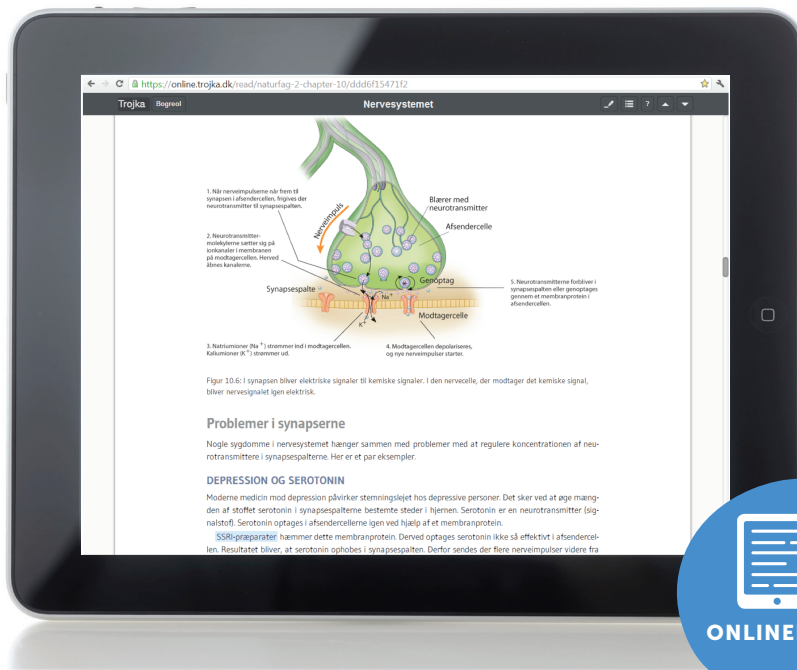 https://online.trojka.dk/read/naturfag-2-chapter-10/ddd6f15471f2
Trojka Bogreol Nervesystemet ?
1. Når nerveimpulserne når frem til
synapsen i afsendercellen, frigives der
neurotransmitter til synapsespalten.
2. Neurotransmitter-
molekylerne sætter sig på
ionkanaler i membranen
på modtagercellen. Herved
åbnes kanalerne.
Nerveimpuls
Blærer med
neurotransmitter
Afsendercelle
Synapsespalte
Genoptag
Na+
K+
Modtagercelle
5. Neurotransmitterne forbliver i
synapsespalten eller genoptages
gennem et membranprotein i
afsendercellen.
3. Natriumioner (Na+) strømmer ind i modtagercellen.
Kaliumioner (K+) strømmer ud.
4. Modtagercellen depolariseres,
og nye nerveimpulser starter.
Figur 10.6: I synapsen bliver elektriske signaler til kemiske signaler. I den nervecelle, der modtager det kemiske signal,
bliver nervesignalet igen elektrisk.
Problemer i synapserne
Nogle sygdomme i nervesystemet hænger sammen med problemer med at regulere koncentrationen af neu-
rotransmittere i synapsespalterne. Her er et par eksempler.
DEPRESSION OG SEROTONIN
Moderne medicin mod depression påvirker stemningslejet hos depressive personer. Det sker ved at øge mæng-
den af stoffet serotonin i synapsespalterne bestemte steder i hjernen. Serotonin er en neurotransmitter (sig-
nalstof). Serotonin optages i afsendercellerne igen ved hjælp af et membranprotein.
SSRI-præparater hæmmer dette membranprotein. Derved optages serotonin ikke så effektivt i afsendercel-
len. Resultatet bliver, at serotonin ophobes i synapsespalten. Derfor sendes der flere nerveimpulser videre fra
ONLINE